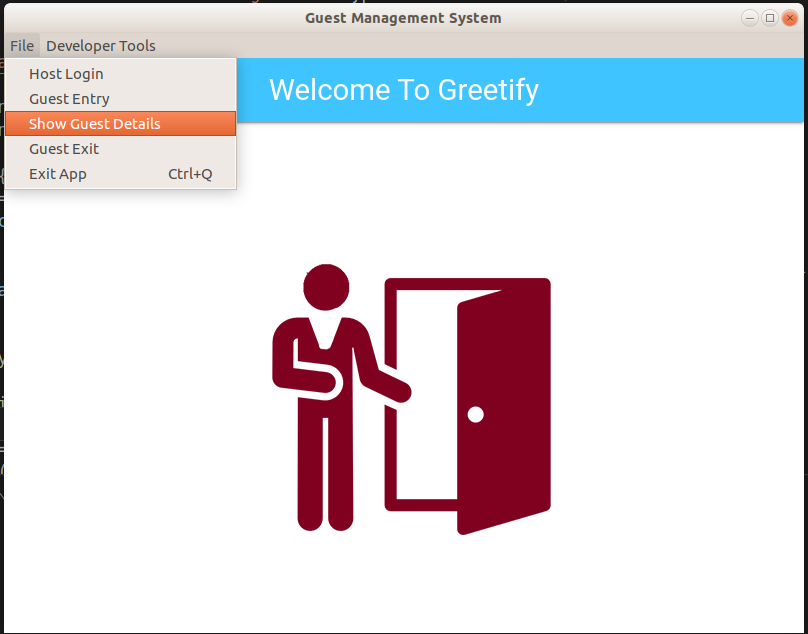 Guest Management System
File Developer Tools
Host Login
Guest Entry
Show Guest Details
Guest Exit
Exit App Ctrl+Q
Welcome To Greetify